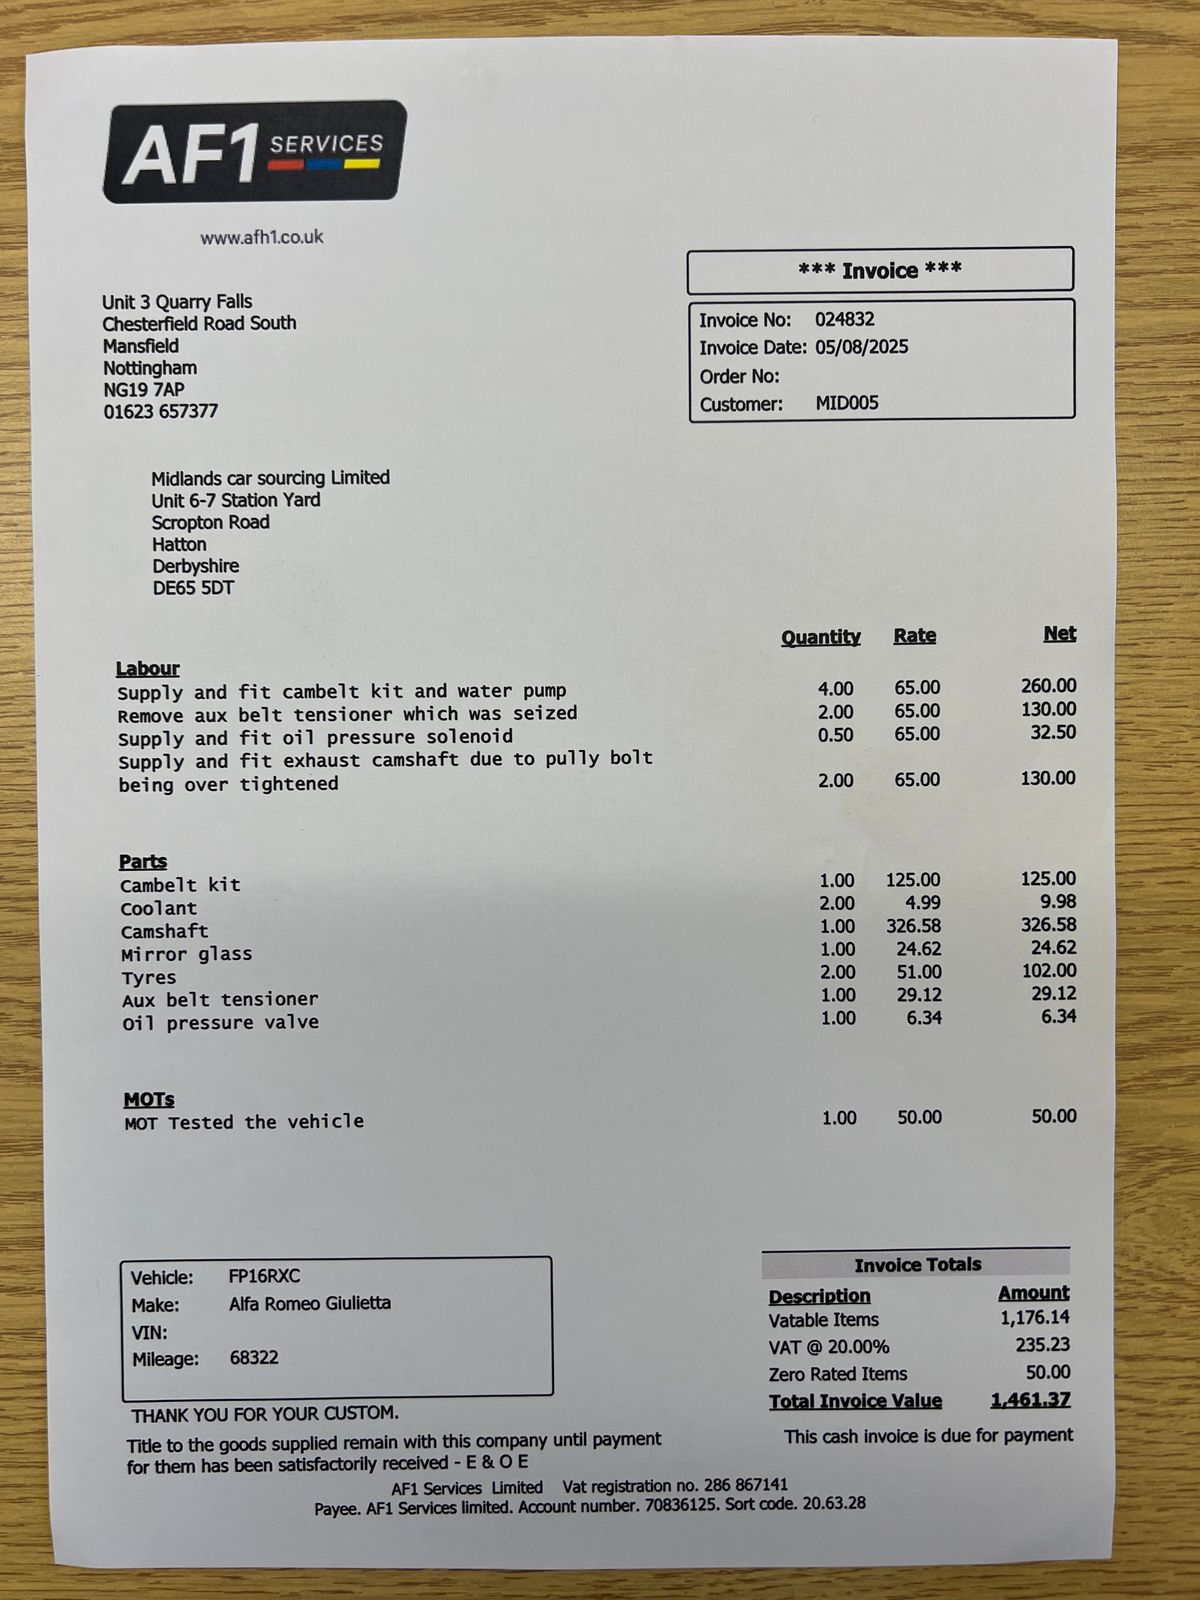 AF1 SERVICES
www.afh1.co.uk
*** Invoice ***
Unit 3 Quarry Falls
Chesterfield Road South
Mansfield
Nottingham
NG19 7AP
01623 657377
Invoice No: 024832
Invoice Date: 05/08/2025
Order No:
Customer: MID005
Midlands car sourcing Limited
Unit 6-7 Station Yard
Scropton Road
Hatton
Derbyshire
DE65 5DT
Quantity Rate Net
Labour
Supply and fit cambelt kit and water pump 4.00 65.00 260.00
Remove aux belt tensioner which was seized 2.00 65.00 130.00
Supply and fit oil pressure solenoid 0.50 65.00 32.50
Supply and fit exhaust camshaft due to pully bolt
being over tightened 2.00 65.00 130.00
Parts
Cambelt kit 1.00 125.00 125.00
Coolant 2.00 4.99 9.98
Camshaft 1.00 326.58 326.58
Mirror glass 1.00 24.62 24.62
Tyres 2.00 51.00 102.00
Aux belt tensioner 1.00 29.12 29.12
Oil pressure valve 1.00 6.34 6.34
MOTs
MOT Tested the vehicle 1.00 50.00 50.00
Vehicle: FP16RXC
Make: Alfa Romeo Giulietta
VIN:
Mileage: 68322
Invoice Totals
Description Amount
Vatable Items 1,176.14
VAT @ 20.00% 235.23
Zero Rated Items 50.00
Total Invoice Value 1,461.37
THANK YOU FOR YOUR CUSTOM.
This cash invoice is due for payment
Title to the goods supplied remain with this company until payment
for them has been satisfactorily received - E & O E
AF1 Services Limited Vat registration no. 286 867141
Payee. AF1 Services limited. Account number. 70836125. Sort code. 20.63.28